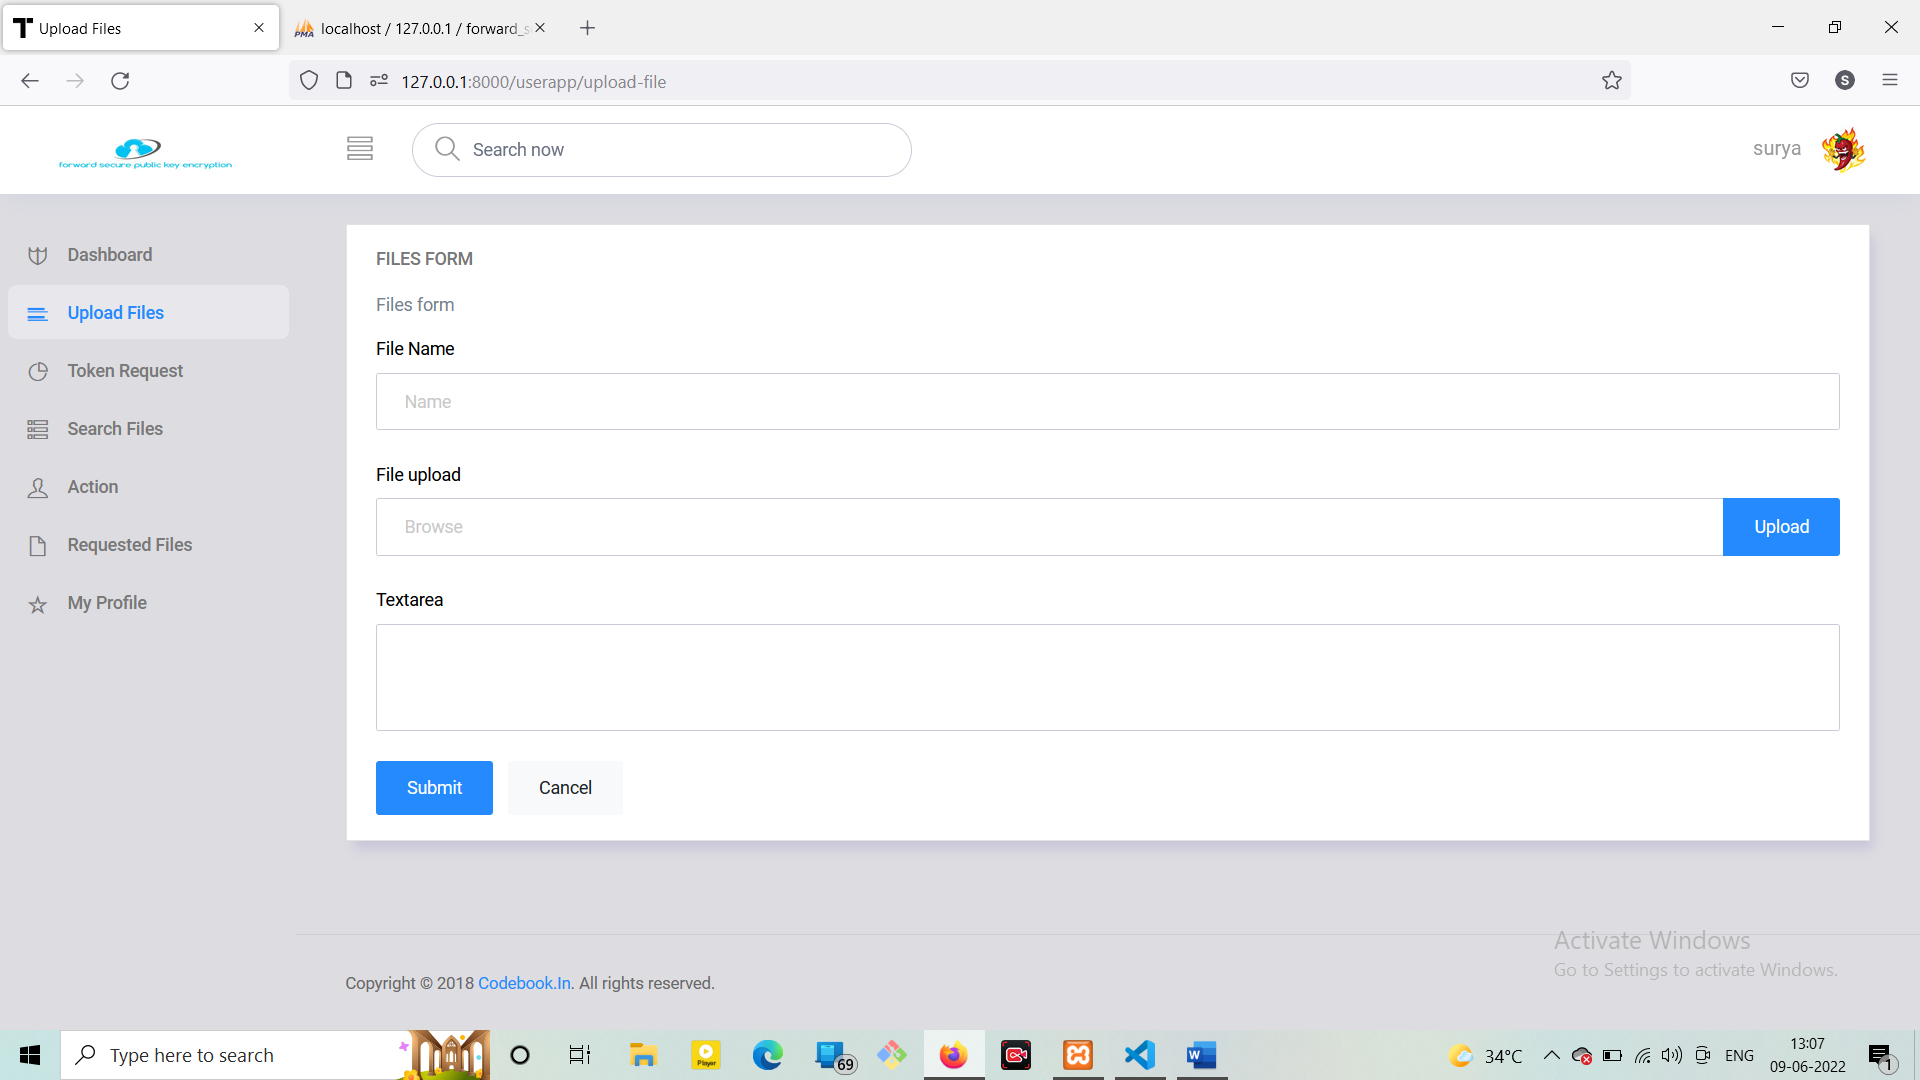 Upload Files
localhost / 127.0.0.1 / forward_s
127.0.0.1:8000/userapp/upload-file
S
forward secure public key encryption
Search now
surya
Dashboard
Upload Files
Token Request
Search Files
Action
Requested Files
My Profile
FILES FORM
Files form
File Name
Name
File upload
Browse
Upload
Textarea
Submit
Cancel
Activate Windows
Go to Settings to activate Windows.
Copyright © 2018 Codebook.In. All rights reserved.
Type here to search
Player
69
34°C
ENG
13:07
09-06-2022
1